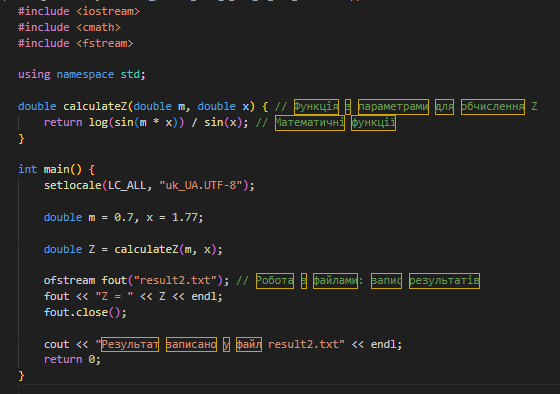 #include <iostream>
#include <cmath>
#include <fstream>
using namespace std;
double calculateZ(double m, double x) { // Функція з параметрами для обчислення Z
return log(sin(m * x)) / sin(x); // Математичні функції
}
int main() {
setlocale(LC_ALL, "uk_UA.UTF-8");
double m = 0.7, x = 1.77;
double Z = calculateZ(m, x);
ofstream fout("result2.txt"); // Робота з файлами: запис результатів
fout << "Z = " << Z << endl;
fout.close();
cout << "Результат записано у файл result2.txt" << endl;
return 0;
}